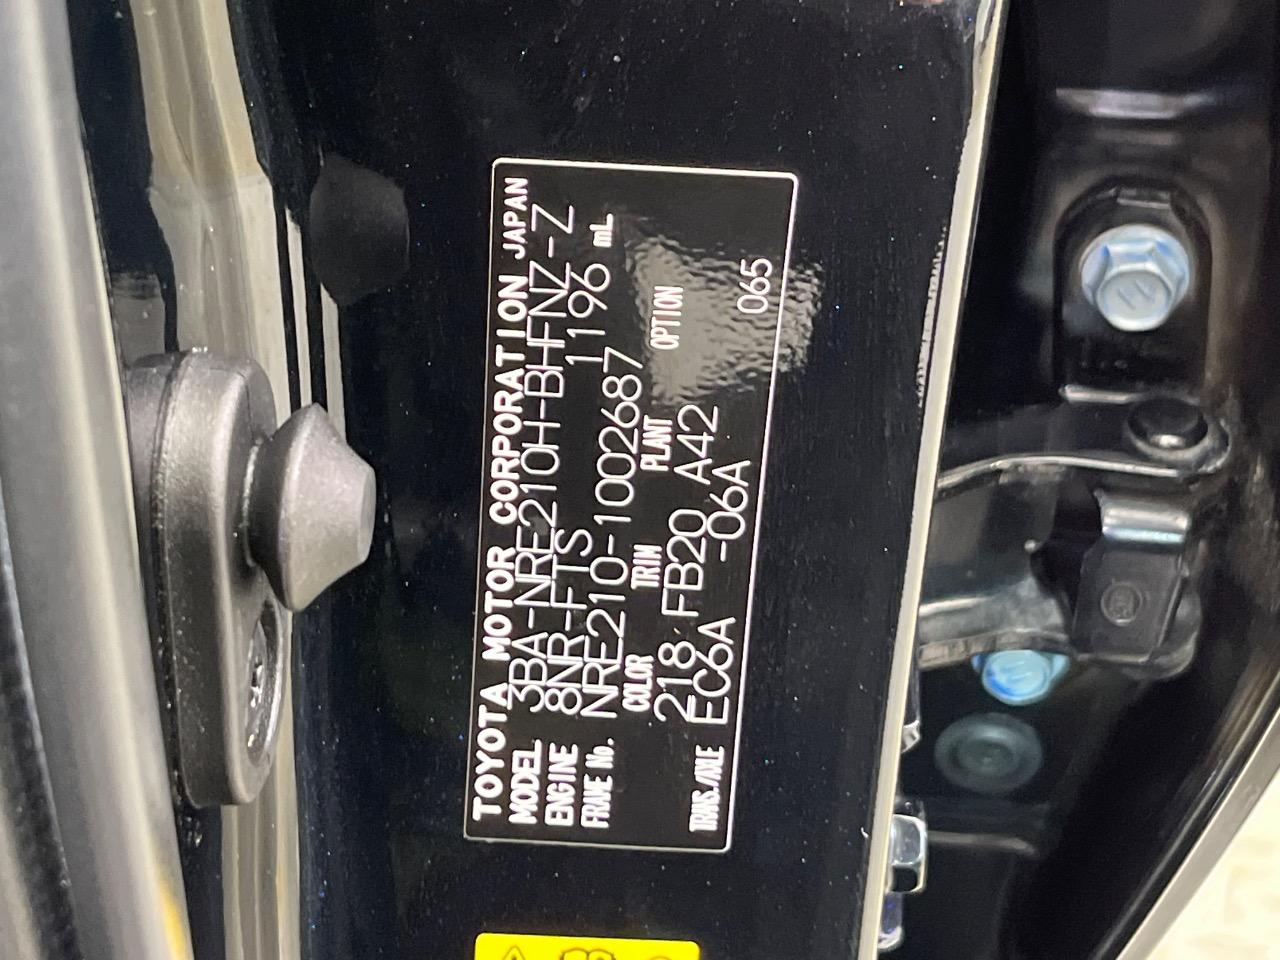 TOYOTA MOTOR CORPORATION JAPAN
MODEL 3BA-NRE210H-BHFNZ-Z
ENGINE 8NR-FTS 1196 mL
FRAME No. NRE210-1002687
COLOR TRIM PLANT OPTION
218 FB20 A42
TRANS./AXLE EC6A -06A 065